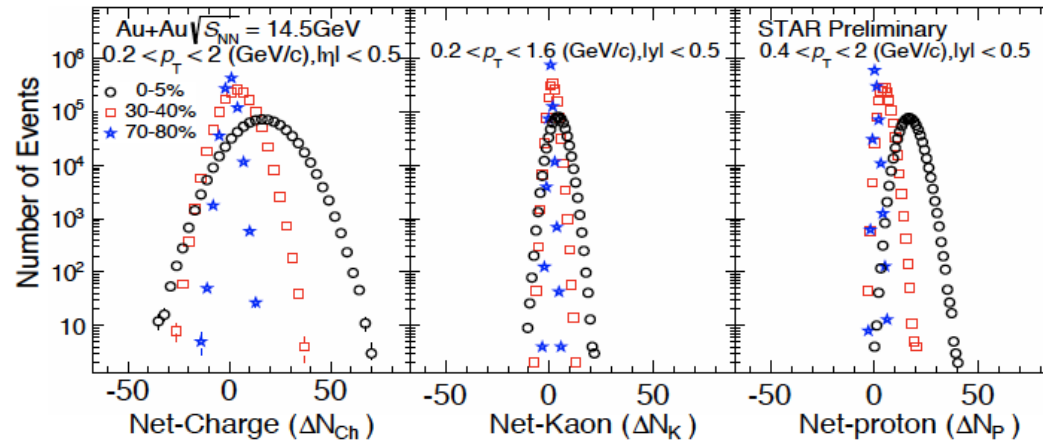 Au+Au√S_NN = 14.5GeV
0.2 < p_T < 2 (GeV/c),|η| < 0.5
0-5%
30-40%
70-80%
0.2 < p_T < 1.6 (GeV/c),|y| < 0.5
STAR Preliminary
0.4 < p_T < 2 (GeV/c),|y| < 0.5
Number of Events
10^6
10^5
10^4
10^3
10^2
10
-50 0 50
-50 0 50
-50 0 50
Net-Charge (ΔN_Ch)
Net-Kaon (ΔN_K)
Net-proton (ΔN_P)